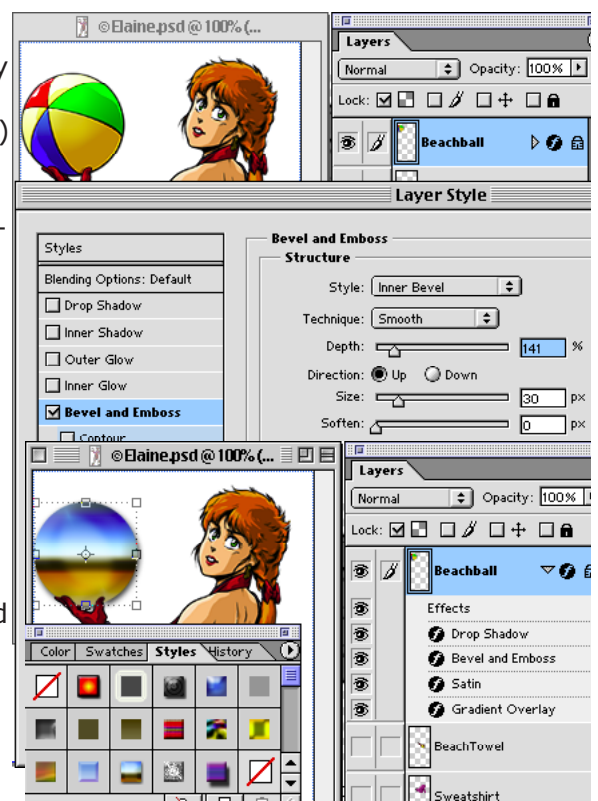 ©Elaine.psd @ 100% (...
Layers
Normal
Opacity: 100%
Lock:
Beachball
Layer Style
Styles
Blending Options: Default
Drop Shadow
Inner Shadow
Outer Glow
Inner Glow
Bevel and Emboss
Contour
Bevel and Emboss
Structure
Style: Inner Bevel
Technique: Smooth
Depth: 141 %
Direction: Up Down
Size: 30 px
Soften: 0 px
©Elaine.psd @ 100% (...
Layers
Normal
Opacity: 100%
Lock:
Beachball
Effects
Drop Shadow
Bevel and Emboss
Satin
Gradient Overlay
BeachTowel
Sweatshirt
Color Swatches Styles History